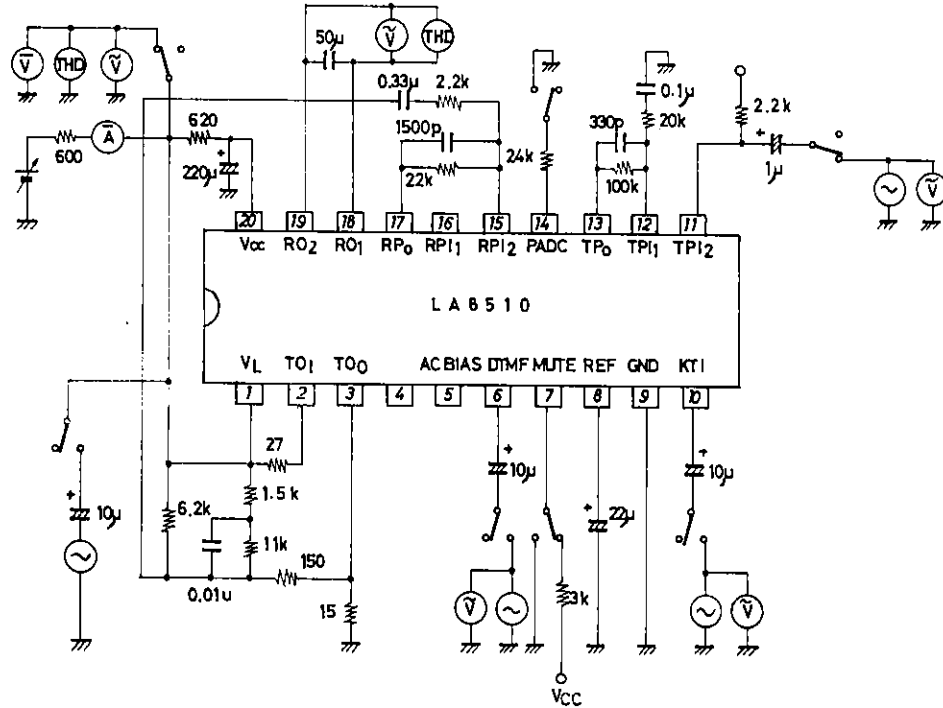 50μ
Ṽ
THD
V̄
THD
Ṽ
0.33μ
2.2k
0.1μ
2.2k
620
Ā
600
+
220μ
1500p
22k
24k
330p
20k
100k
+
1μ
Ṽ
20 19 18 17 16 15 14 13 12 11
Vcc RO2 RO1 RPO RPI1 RPI2 PADC TPO TPI1 TPI2
LA8510
VL TOI TOO AC BIAS DTMF MUTE REF GND KTI
1 2 3 4 5 6 7 8 9 10
27
+
10μ
+
10μ
1.5k
+
10μ
6.2k
11k
+
22μ
150
0.01u
15
Ṽ
3k
Ṽ
VCC